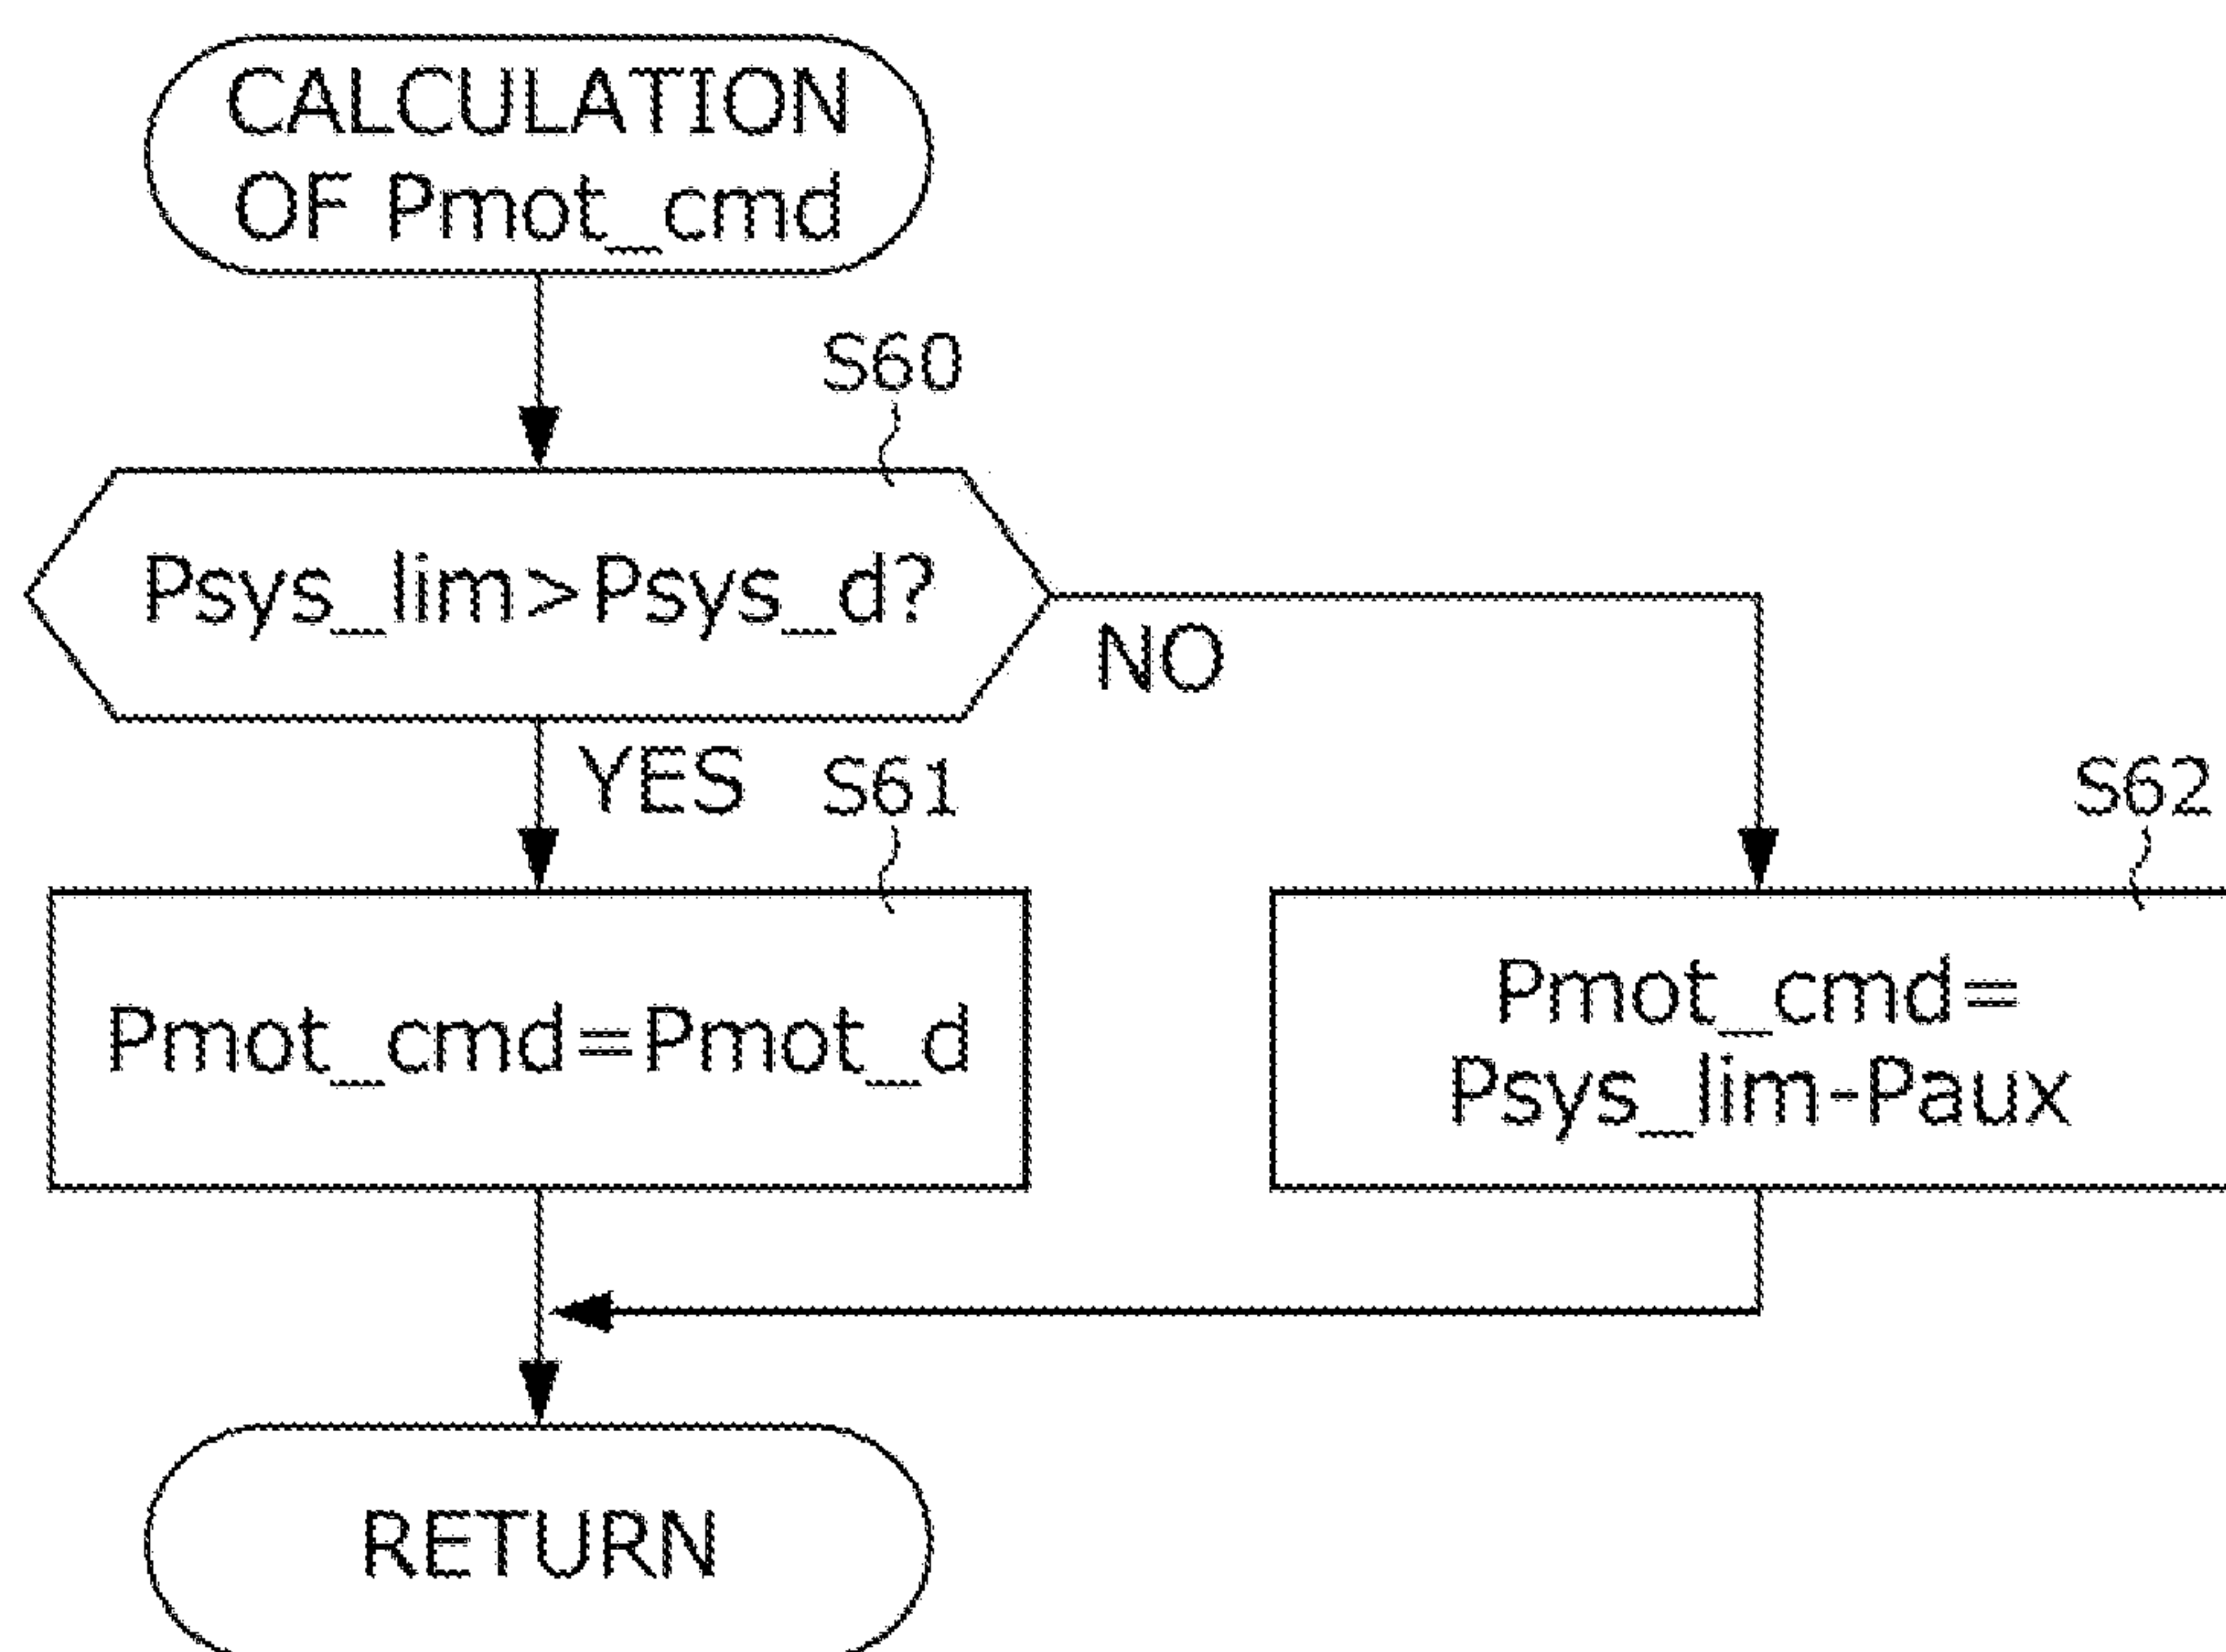 CALCULATION
OF Pmot_cmd
S60
Psys_lim>Psys_d?
NO
YES
S61
S62
Pmot_cmd=Pmot_d
Pmot_cmd=
Psys_lim-Paux
RETURN